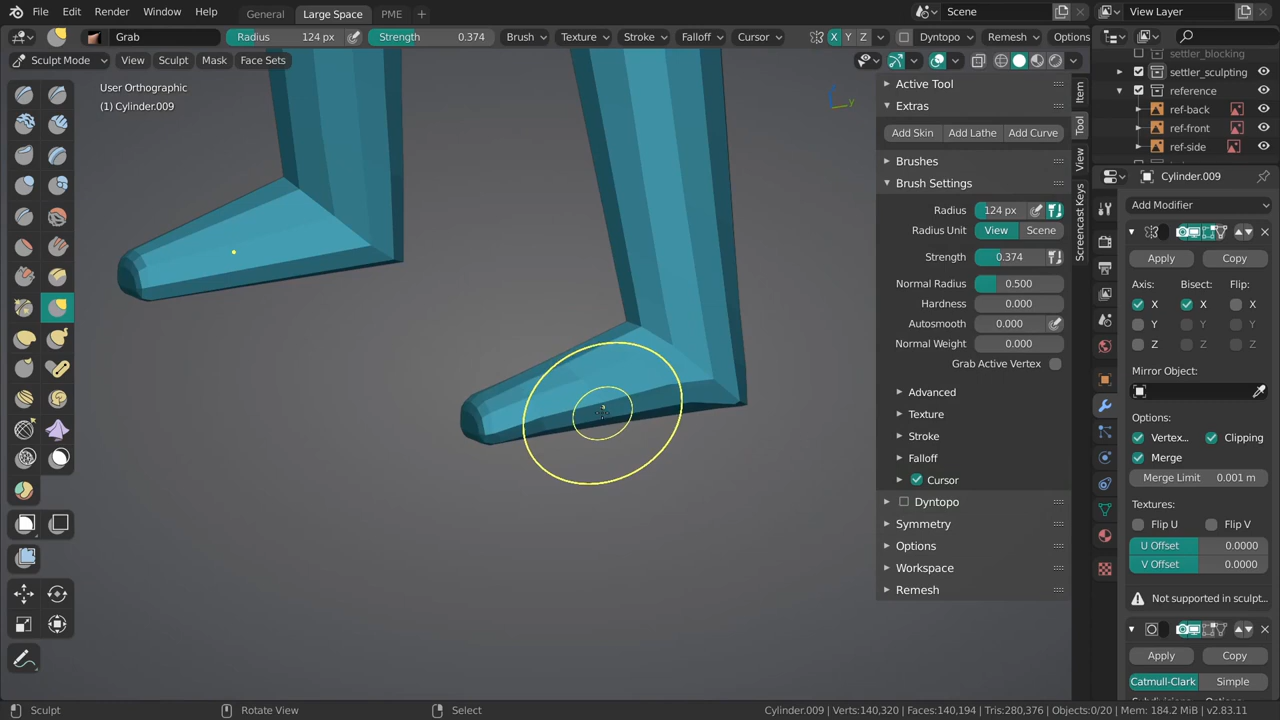 File Edit Render Window Help General Large Space PME + Scene View Layer
Grab Radius 124 px Strength 0.374 Brush Texture Stroke Falloff Cursor X Y Z Dyntopo Remesh Options
Sculpt Mode View Sculpt Mask Face Sets
User Orthographic
(1) Cylinder.009
y
Active Tool
Extras
Add Skin Add Lathe Add Curve
Brushes
Brush Settings
Radius 124 px
Radius Unit View Scene
Strength 0.374
Normal Radius 0.500
Hardness 0.000
Autosmooth 0.000
Normal Weight 0.000
Grab Active Vertex
Advanced
Texture
Stroke
Falloff
Cursor
Dyntopo
Symmetry
Options
Workspace
Remesh
Item
Tool
View
Screencast Keys
settler_blocking
settler_sculpting
reference
ref-back
ref-front
ref-side
Cylinder.009
Add Modifier
Apply Copy
Axis: Bisect: Flip:
X X X
Y Y Y
Z Z Z
Mirror Object:
Options:
Vertex... Clipping
Merge
Merge Limit 0.001 m
Textures:
Flip U Flip V
U Offset 0.0000
V Offset 0.0000
Not supported in sculpt...
Apply Copy
Catmull-Clark Simple
Sculpt Rotate View Select Cylinder.009 | Verts:140,320 | Faces:140,194 | Tris:280,376 | Objects:0/20 | Mem: 184.2 MiB | v2.83.11